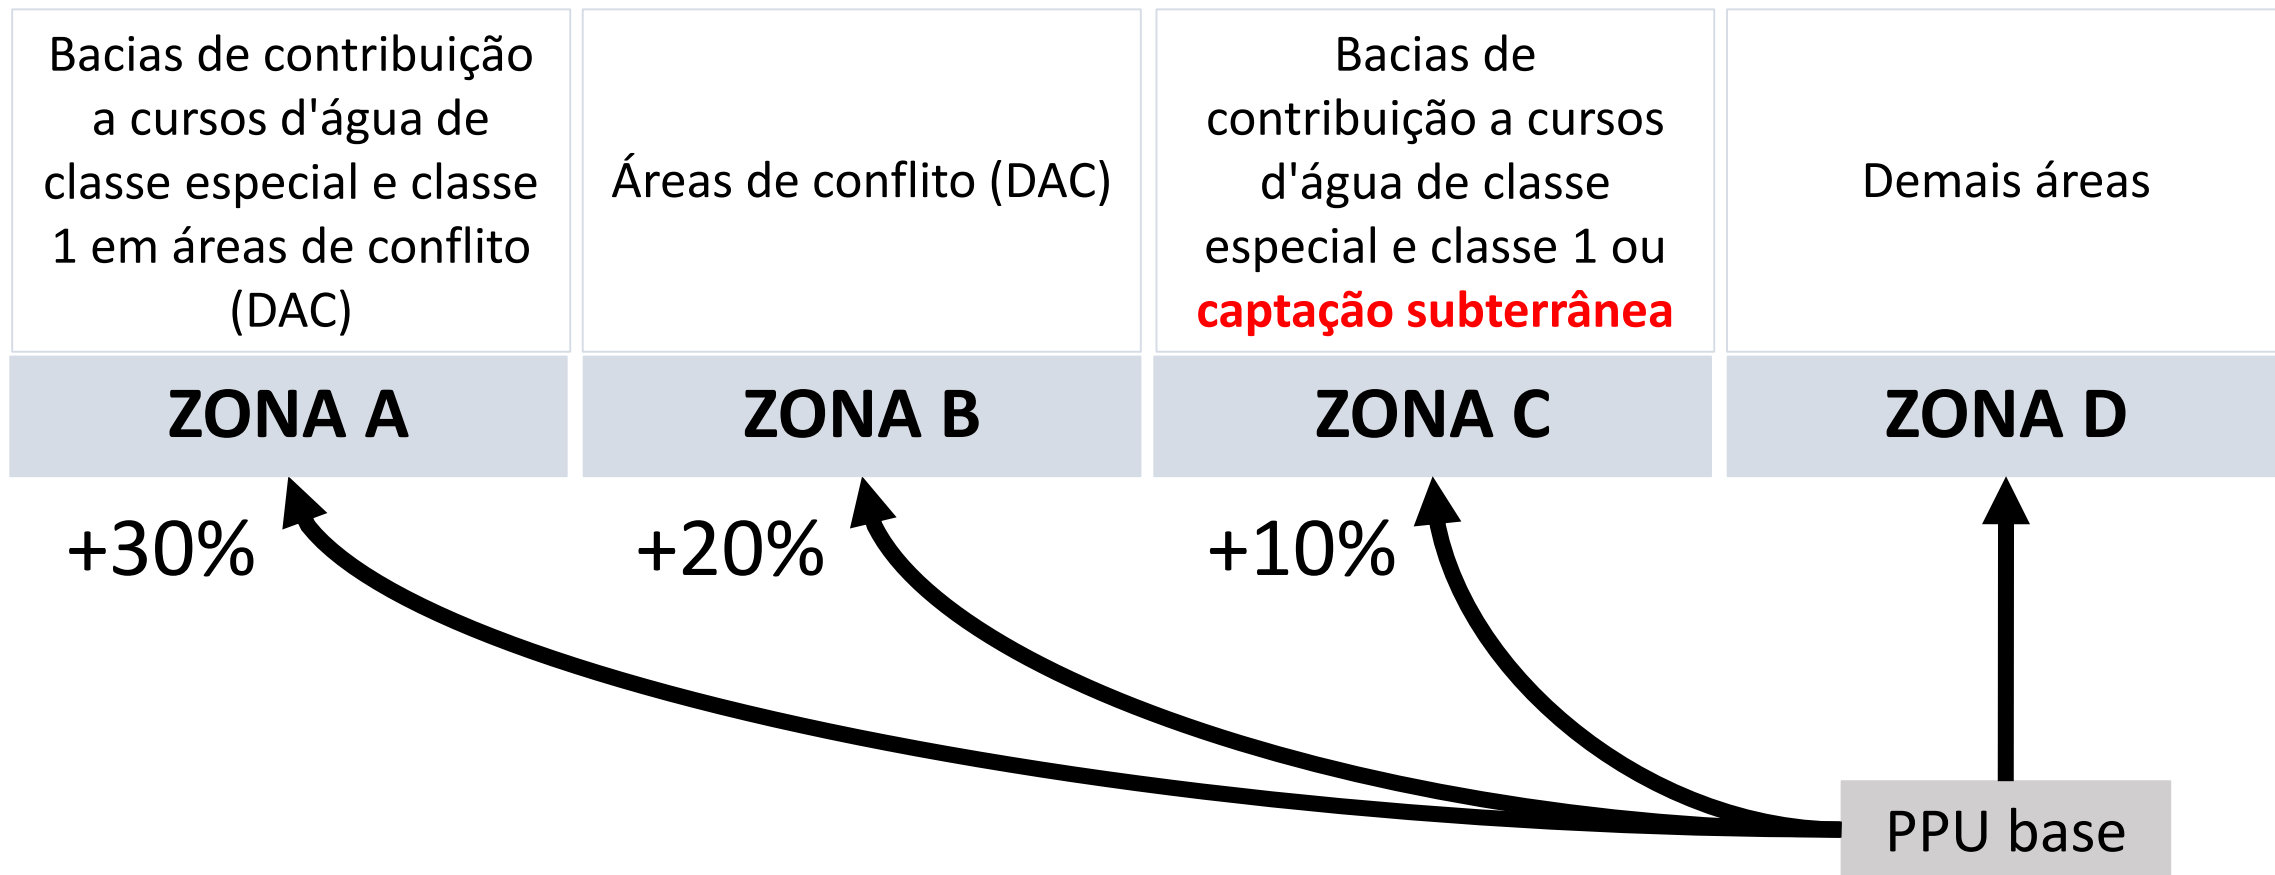 Bacias de contribuição
a cursos d'água de
classe especial e classe
1 em áreas de conflito
(DAC)
Áreas de conflito (DAC)
Bacias de
contribuição a cursos
d'água de classe
especial e classe 1 ou
captação subterrânea
Demais áreas
ZONA A
ZONA B
ZONA C
ZONA D
+30%
+20%
+10%
PPU base